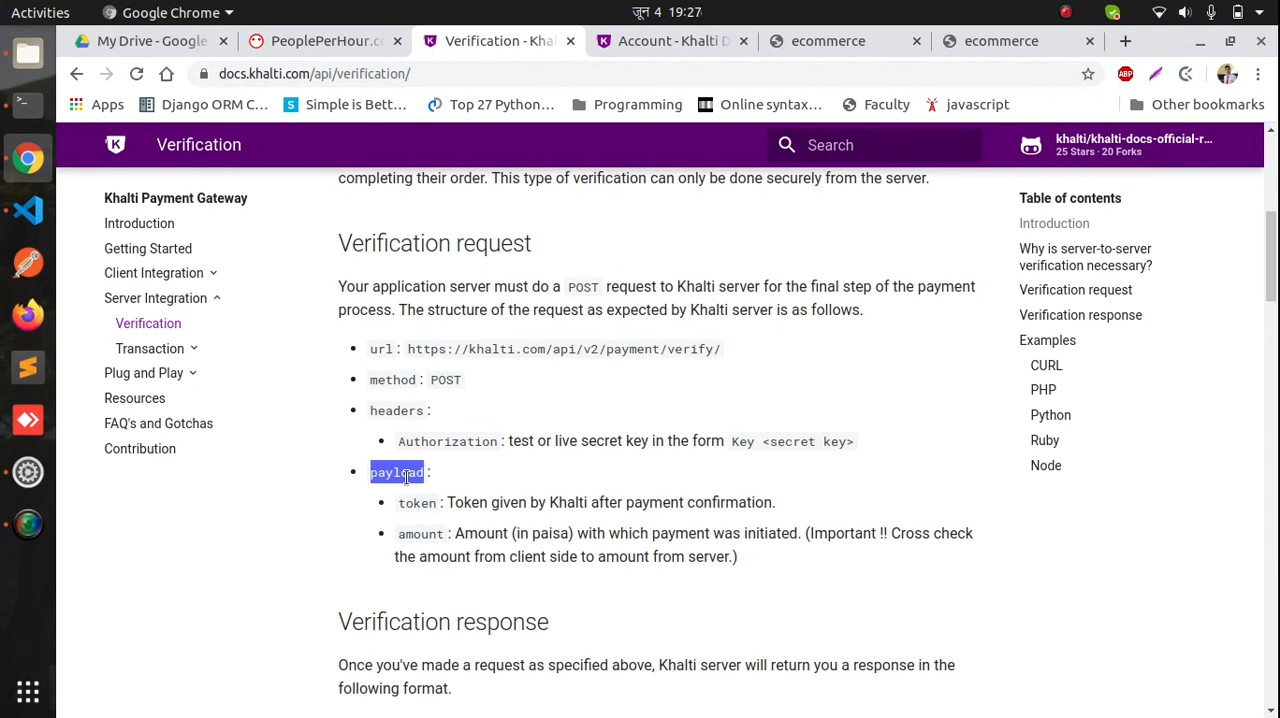 Activities
Google Chrome
जून 4 19:27
My Drive - Google
PeoplePerHour.c
Verification - Kha
Account - Khalti D
ecommerce
ecommerce
docs.khalti.com/api/verification/
ABP
Apps
Django ORM C...
S Simple is Bett...
Top 27 Python...
Programming
Online syntax...
Faculty
javascript
Other bookmarks
K
Verification
Search
khalti/khalti-docs-official-r...
25 Stars · 20 Forks
Khalti Payment Gateway
Introduction
Getting Started
Client Integration
Server Integration
Verification
Transaction
Plug and Play
Resources
FAQ's and Gotchas
Contribution
completing their order. This type of verification can only be done securely from the server.
Verification request
Your application server must do a POST request to Khalti server for the final step of the payment
process. The structure of the request as expected by Khalti server is as follows.
• url: https://khalti.com/api/v2/payment/verify/
• method: POST
• headers:
• Authorization: test or live secret key in the form Key <secret key>
• payload:
• token: Token given by Khalti after payment confirmation.
• amount: Amount (in paisa) with which payment was initiated. (Important !! Cross check
the amount from client side to amount from server.)
Verification response
Once you've made a request as specified above, Khalti server will return you a response in the
following format.
Table of contents
Introduction
Why is server-to-server
verification necessary?
Verification request
Verification response
Examples
CURL
PHP
Python
Ruby
Node